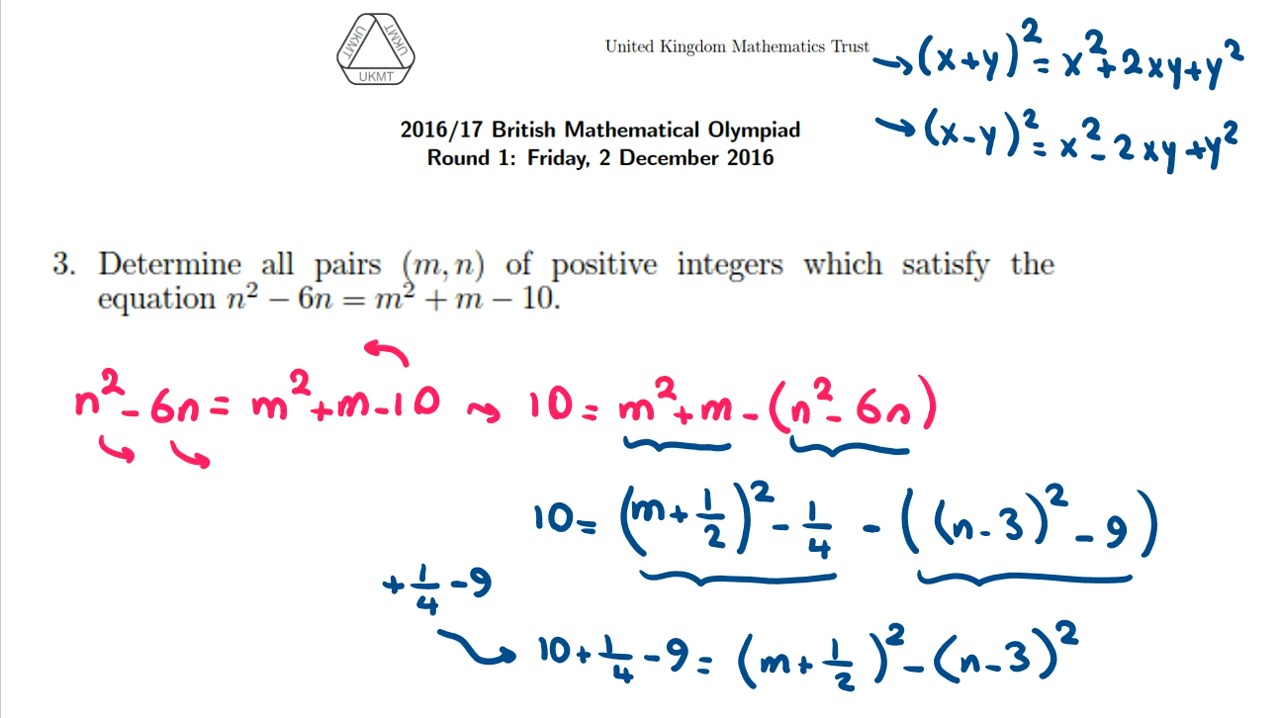 UKMT
UKMT
UKMT
United Kingdom Mathematics Trust
→ (x+y)² = x² + 2xy + y²
→ (x-y)² = x² - 2xy + y²
2016/17 British Mathematical Olympiad
Round 1: Friday, 2 December 2016
3. Determine all pairs (m, n) of positive integers which satisfy the
equation n² − 6n = m² + m − 10.
n² - 6n = m² + m - 10 → 10 = m² + m - (n² - 6n)
10 = (m + 1/2)² - 1/4 - ((n - 3)² - 9)
+ 1/4 - 9
10 + 1/4 - 9 = (m + 1/2)² - (n - 3)²